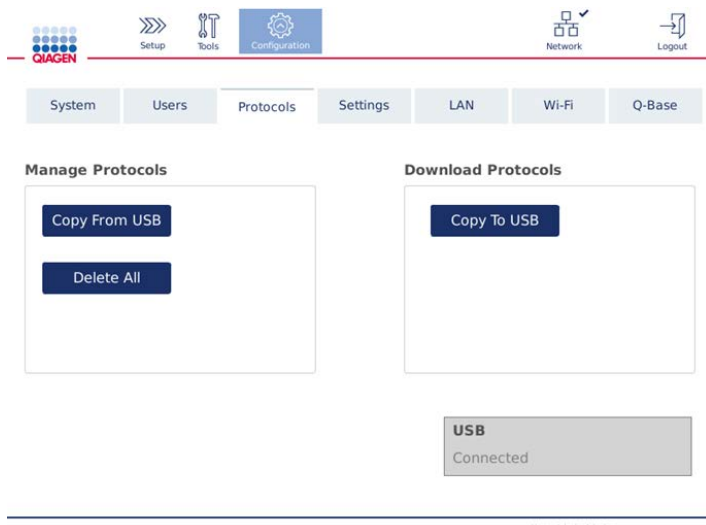 QIAGEN
Setup
Tools
Configuration
Network
Logout
System
Users
Protocols
Settings
LAN
Wi-Fi
Q-Base
Manage Protocols
Download Protocols
Copy From USB
Copy To USB
Delete All
USB
Connected